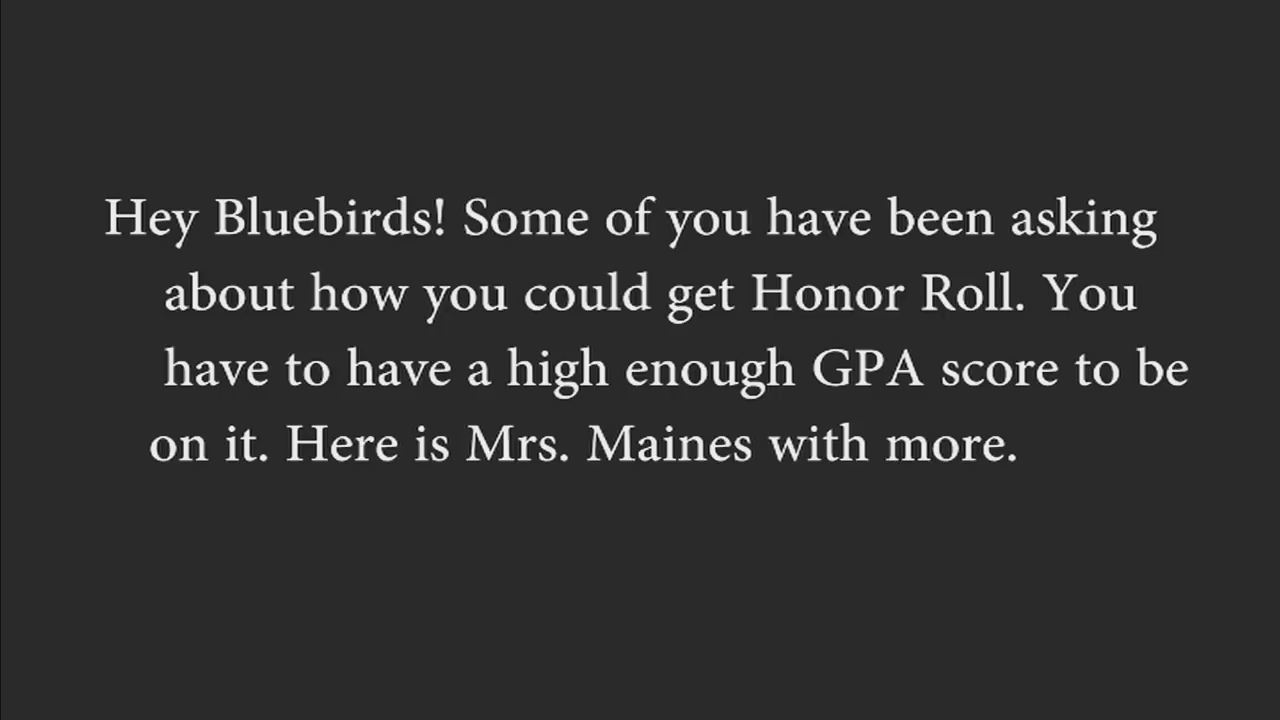 Hey Bluebirds! Some of you have been asking
about how you could get Honor Roll. You
have to have a high enough GPA score to be
on it. Here is Mrs. Maines with more.